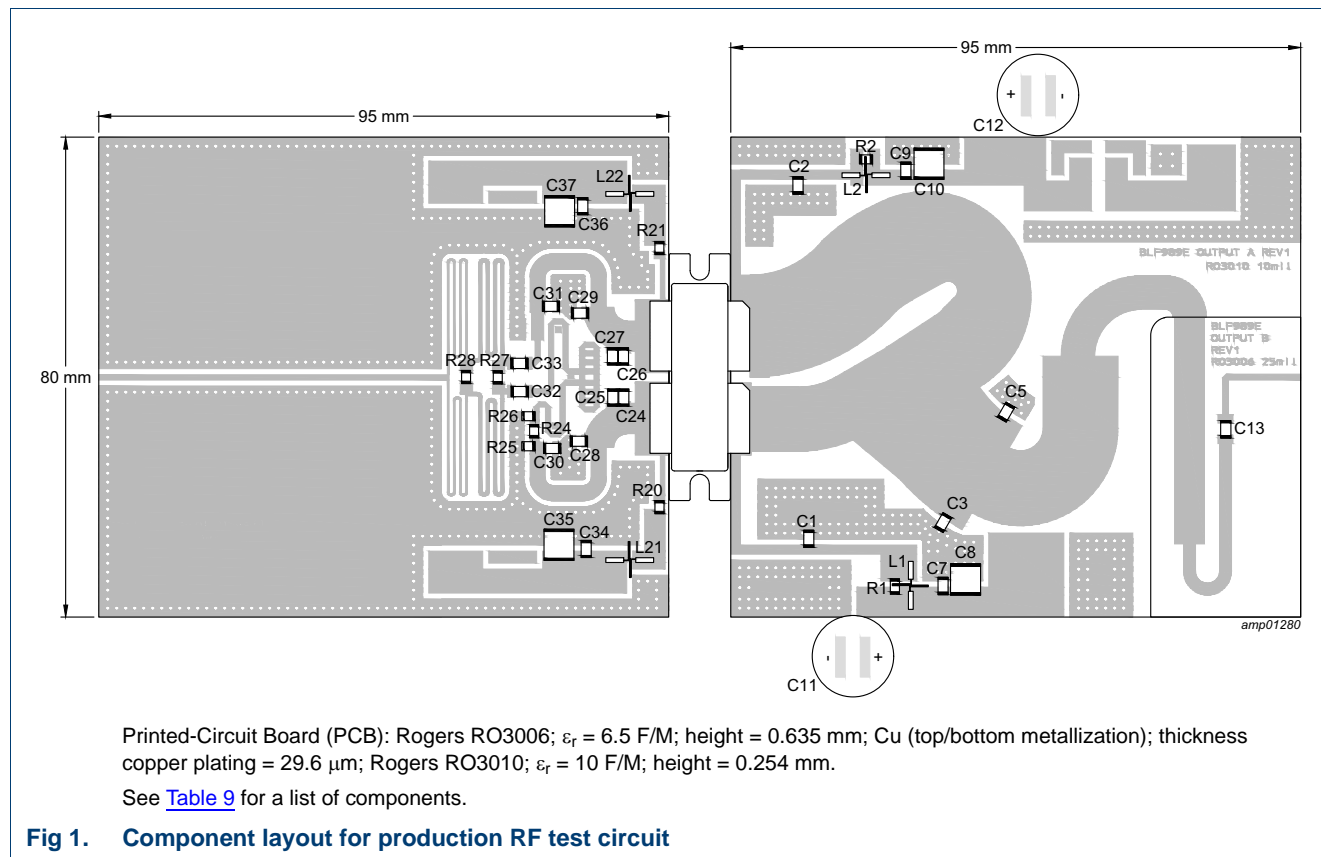 95 mm
95 mm
+ -
C12
R2
C9
C2
L2
C10
L22
C37
C36
R21
BLF989E OUTPUT A REV1
RO3010 10mil
C31 C29
BLF989E
OUTPUT B
REV1
RO3006 25mil
C27
C33
R28 R27
C26
80 mm
C32
C25
C24
C5
R26
R24
C13
R25
C30 C28
R20
C3
C35
C34
C1
L21
L1
C8
C7
R1
amp01280
- +
C11
Printed-Circuit Board (PCB): Rogers RO3006; εr = 6.5 F/M; height = 0.635 mm; Cu (top/bottom metallization); thickness
copper plating = 29.6 μm; Rogers RO3010; εr = 10 F/M; height = 0.254 mm.
See Table 9 for a list of components.
Fig 1. Component layout for production RF test circuit